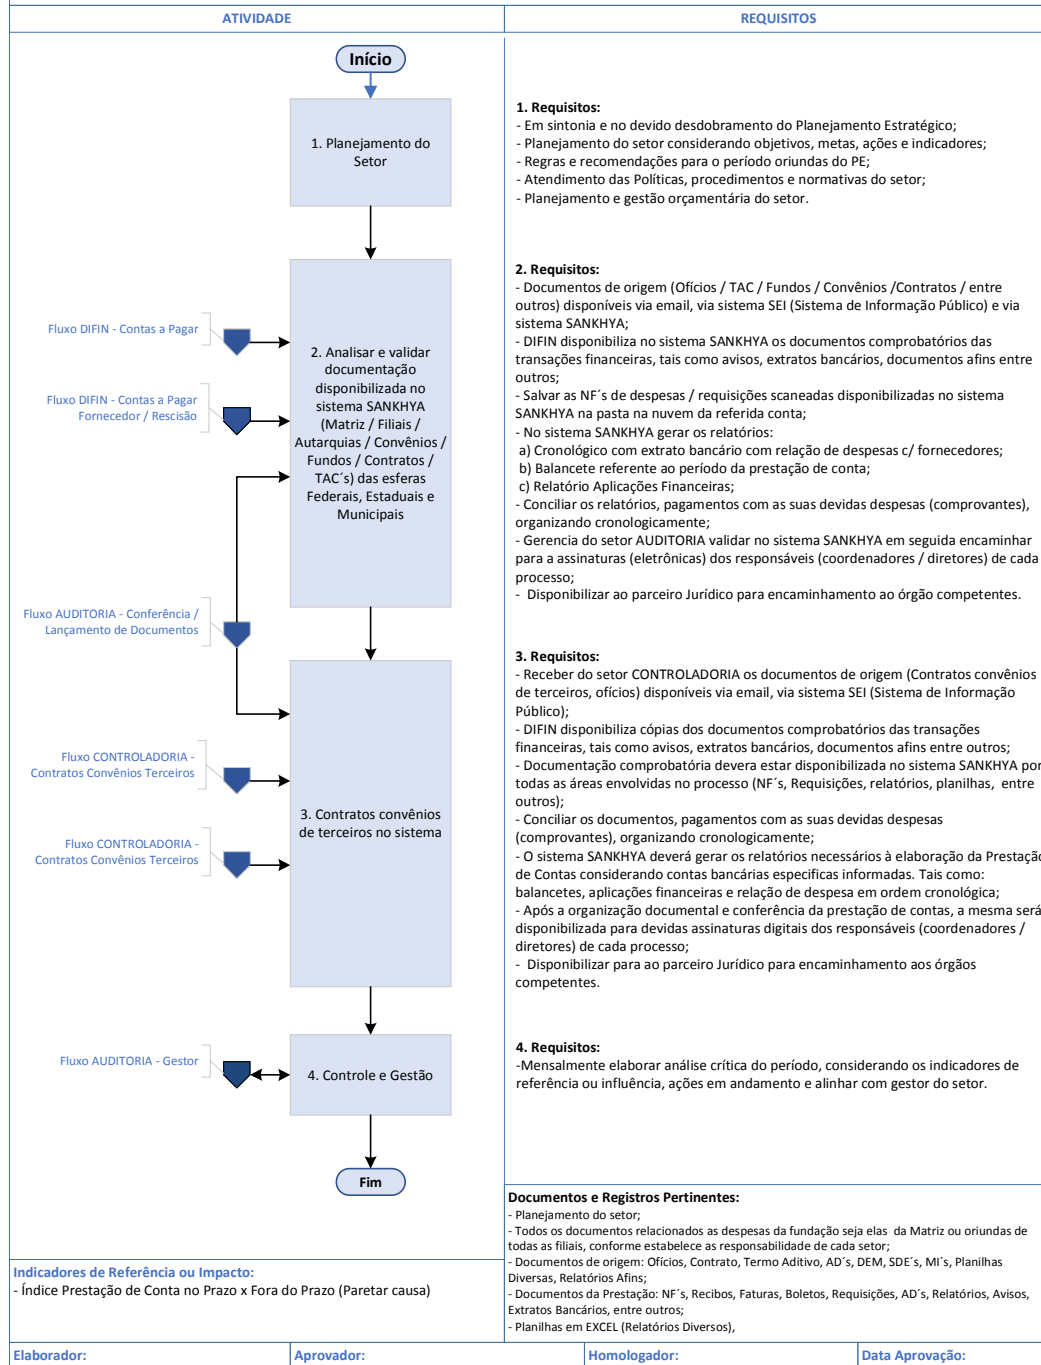 ATIVIDADE
REQUISITOS
Início
1. Planejamento do
Setor
1. Requisitos:
- Em sintonia e no devido desdobramento do Planejamento Estratégico;
- Planejamento do setor considerando objetivos, metas, ações e indicadores;
- Regras e recomendações para o período oriundas do PE;
- Atendimento das Políticas, procedimentos e normativas do setor;
- Planejamento e gestão orçamentária do setor.
Fluxo DIFIN - Contas a Pagar
Fluxo DIFIN - Contas a Pagar
Fornecedor / Rescisão
2. Analisar e validar
documentação
disponibilizada no
sistema SANKHYA
(Matriz / Filiais /
Autarquias / Convênios /
Fundos / Contratos /
TAC´s) das esferas
Federais, Estaduais e
Municipais
Fluxo AUDITORIA - Conferência /
Lançamento de Documentos
2. Requisitos:
- Documentos de origem (Ofícios / TAC / Fundos / Convênios /Contratos / entre
outros) disponíveis via email, via sistema SEI (Sistema de Informação Público) e via
sistema SANKHYA;
- DIFIN disponibiliza no sistema SANKHYA os documentos comprobatórios das
transações financeiras, tais como avisos, extratos bancários, documentos afins entre
outros;
- Salvar as NF´s de despesas / requisições scaneadas disponibilizadas no sistema
SANKHYA na pasta na nuvem da referida conta;
- No sistema SANKHYA gerar os relatórios:
a) Cronológico com extrato bancário com relação de despesas c/ fornecedores;
b) Balancete referente ao período da prestação de conta;
c) Relatório Aplicações Financeiras;
- Conciliar os relatórios, pagamentos com as suas devidas despesas (comprovantes),
organizando cronologicamente;
- Gerencia do setor AUDITORIA validar no sistema SANKHYA em seguida encaminhar
para a assinaturas (eletrônicas) dos responsáveis (coordenadores / diretores) de cada
processo;
- Disponibilizar ao parceiro Jurídico para encaminhamento ao órgão competentes.
Fluxo CONTROLADORIA -
Contratos Convênios Terceiros
Fluxo CONTROLADORIA -
Contratos Convênios Terceiros
3. Contratos convênios
de terceiros no sistema
3. Requisitos:
- Receber do setor CONTROLADORIA os documentos de origem (Contratos convênios
de terceiros, ofícios) disponíveis via email, via sistema SEI (Sistema de Informação
Público);
- DIFIN disponibiliza cópias dos documentos comprobatórios das transações
financeiras, tais como avisos, extratos bancários, documentos afins entre outros;
- Documentação comprobatória devera estar disponibilizada no sistema SANKHYA por
todas as áreas envolvidas no processo (NF´s, Requisições, relatórios, planilhas, entre
outros);
- Conciliar os documentos, pagamentos com as suas devidas despesas
(comprovantes), organizando cronologicamente;
- O sistema SANKHYA deverá gerar os relatórios necessários à elaboração da Prestação
de Contas considerando contas bancárias especificas informadas. Tais como:
balancetes, aplicações financeiras e relação de despesa em ordem cronológica;
- Após a organização documental e conferência da prestação de contas, a mesma será
disponibilizada para devidas assinaturas digitais dos responsáveis (coordenadores /
diretores) de cada processo;
- Disponibilizar para ao parceiro Jurídico para encaminhamento aos órgãos
competentes.
Fluxo AUDITORIA - Gestor
4. Controle e Gestão
4. Requisitos:
-Mensalmente elaborar análise crítica do período, considerando os indicadores de
referência ou influência, ações em andamento e alinhar com gestor do setor.
Fim
Documentos e Registros Pertinentes:
- Planejamento do setor;
- Todos os documentos relacionados as despesas da fundação seja elas da Matriz ou oriundas de
todas as filiais, conforme estabelece as responsabilidade de cada setor;
- Documentos de origem: Ofícios, Contrato, Termo Aditivo, AD´s, DEM, SDE´s, MI´s, Planilhas
Diversas, Relatórios Afins;
- Documentos da Prestação: NF´s, Recibos, Faturas, Boletos, Requisições, AD´s, Relatórios, Avisos,
Extratos Bancários, entre outros;
- Planilhas em EXCEL (Relatórios Diversos),
Indicadores de Referência ou Impacto:
- Índice Prestação de Conta no Prazo x Fora do Prazo (Paretar causa)
Elaborador:
Aprovador:
Homologador:
Data Aprovação: